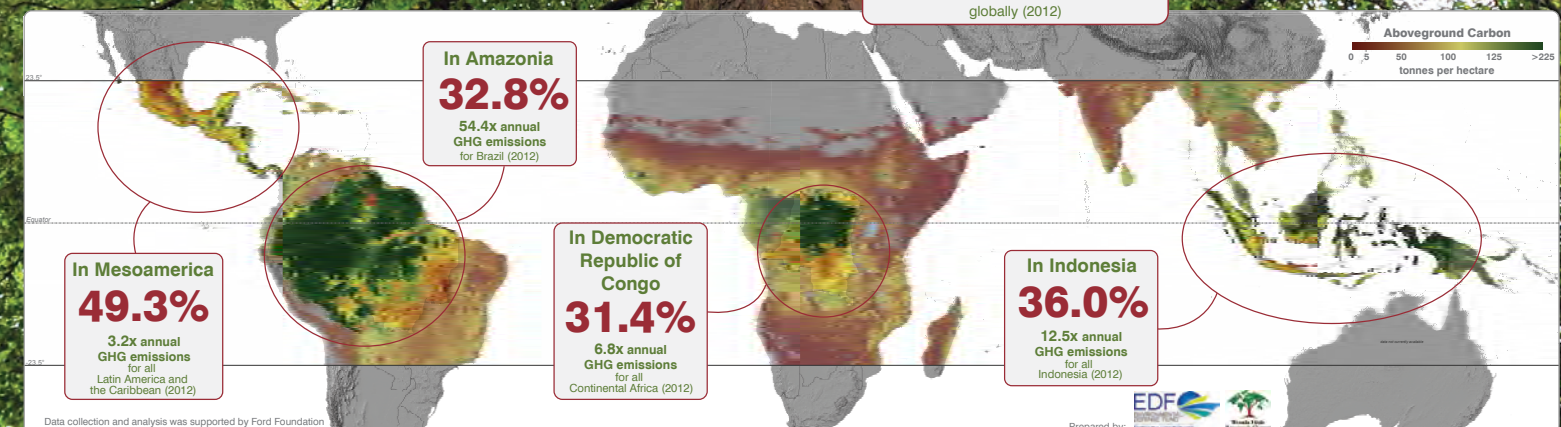 globally (2012)
Aboveground Carbon
0 5 50 100 125 >225
tonnes per hectare
23.5°
In Amazonia
32.8%
54.4x annual
GHG emissions
for Brazil (2012)
Equator
In Mesoamerica
49.3%
3.2x annual
GHG emissions
for all
Latin America and
the Caribbean (2012)
In Democratic
Republic of
Congo
31.4%
6.8x annual
GHG emissions
for all
Continental Africa (2012)
In Indonesia
36.0%
12.5x annual
GHG emissions
for all
Indonesia (2012)
-23.5°
Data collection and analysis was supported by Ford Foundation
Prepared by:
EDF